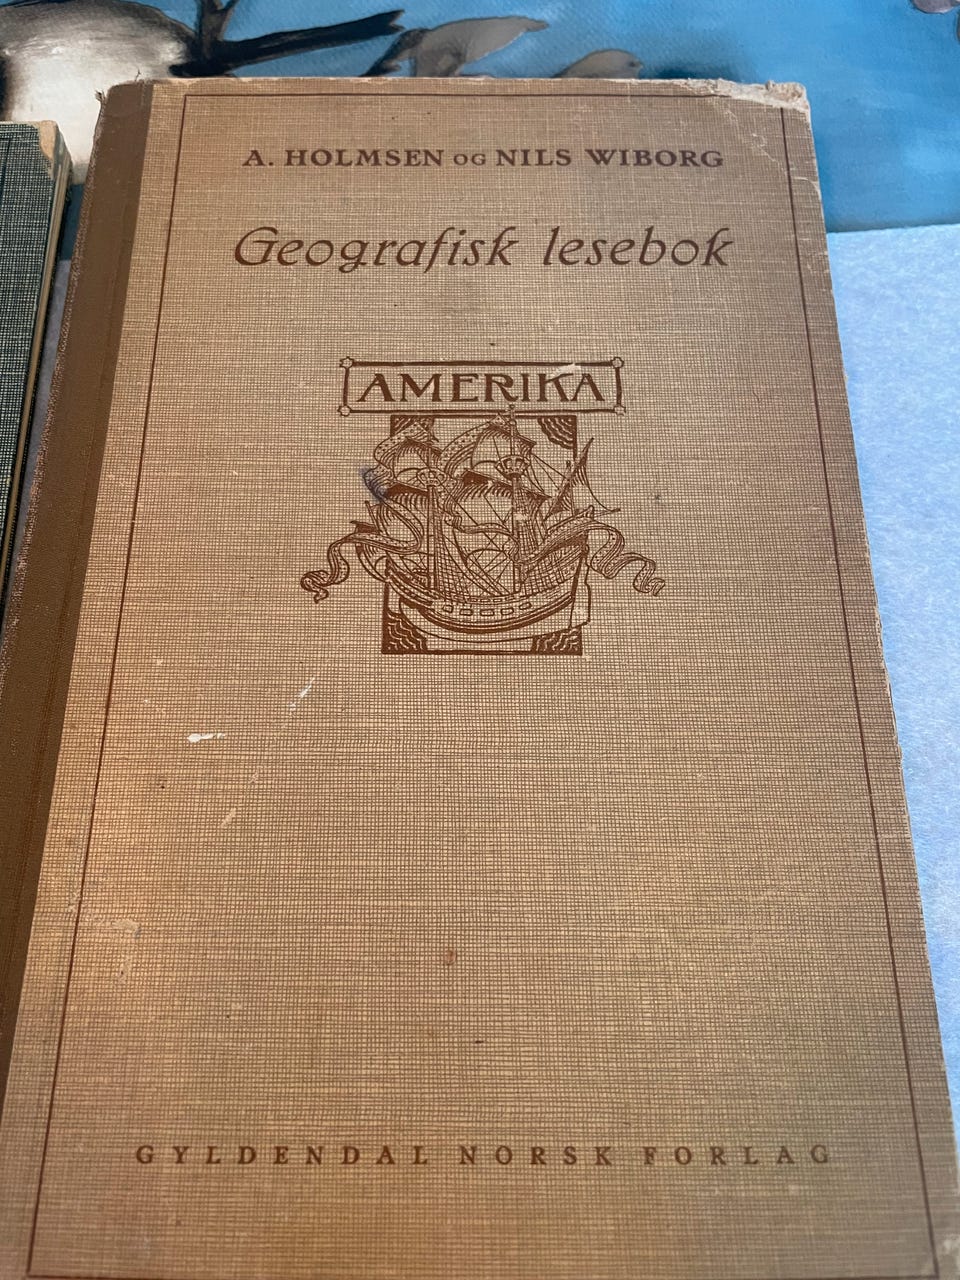 A. HOLMSEN OG NILS WIBORG
Geografisk lesebok
AMERIKA
GYLDENDAL NORSK FORLAG